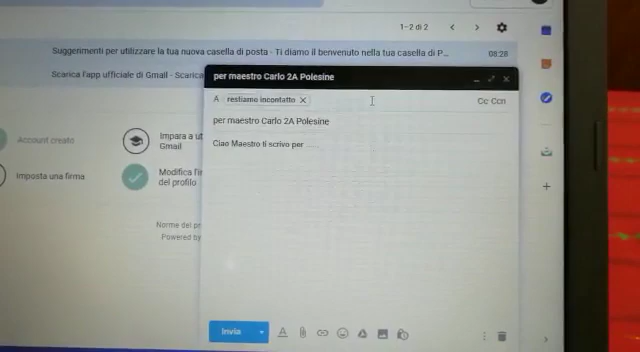 1-2 di 2
Suggerimenti per utilizzare la tua nuova casella di posta - Ti diamo il benvenuto nella tua casella di P... 08:28
Scarica l'app ufficiale di Gmail - Scarica
per maestro Carlo 2A Polesine
A restiamo incontatto Cc Ccn
per maestro Carlo 2A Polesine
Ciao Maestro ti scrivo per .....
Account creato
Impara a ut
Gmail
Imposta una firma
Modifica l'im
del profilo
Norme del pr
Powered by
Invia